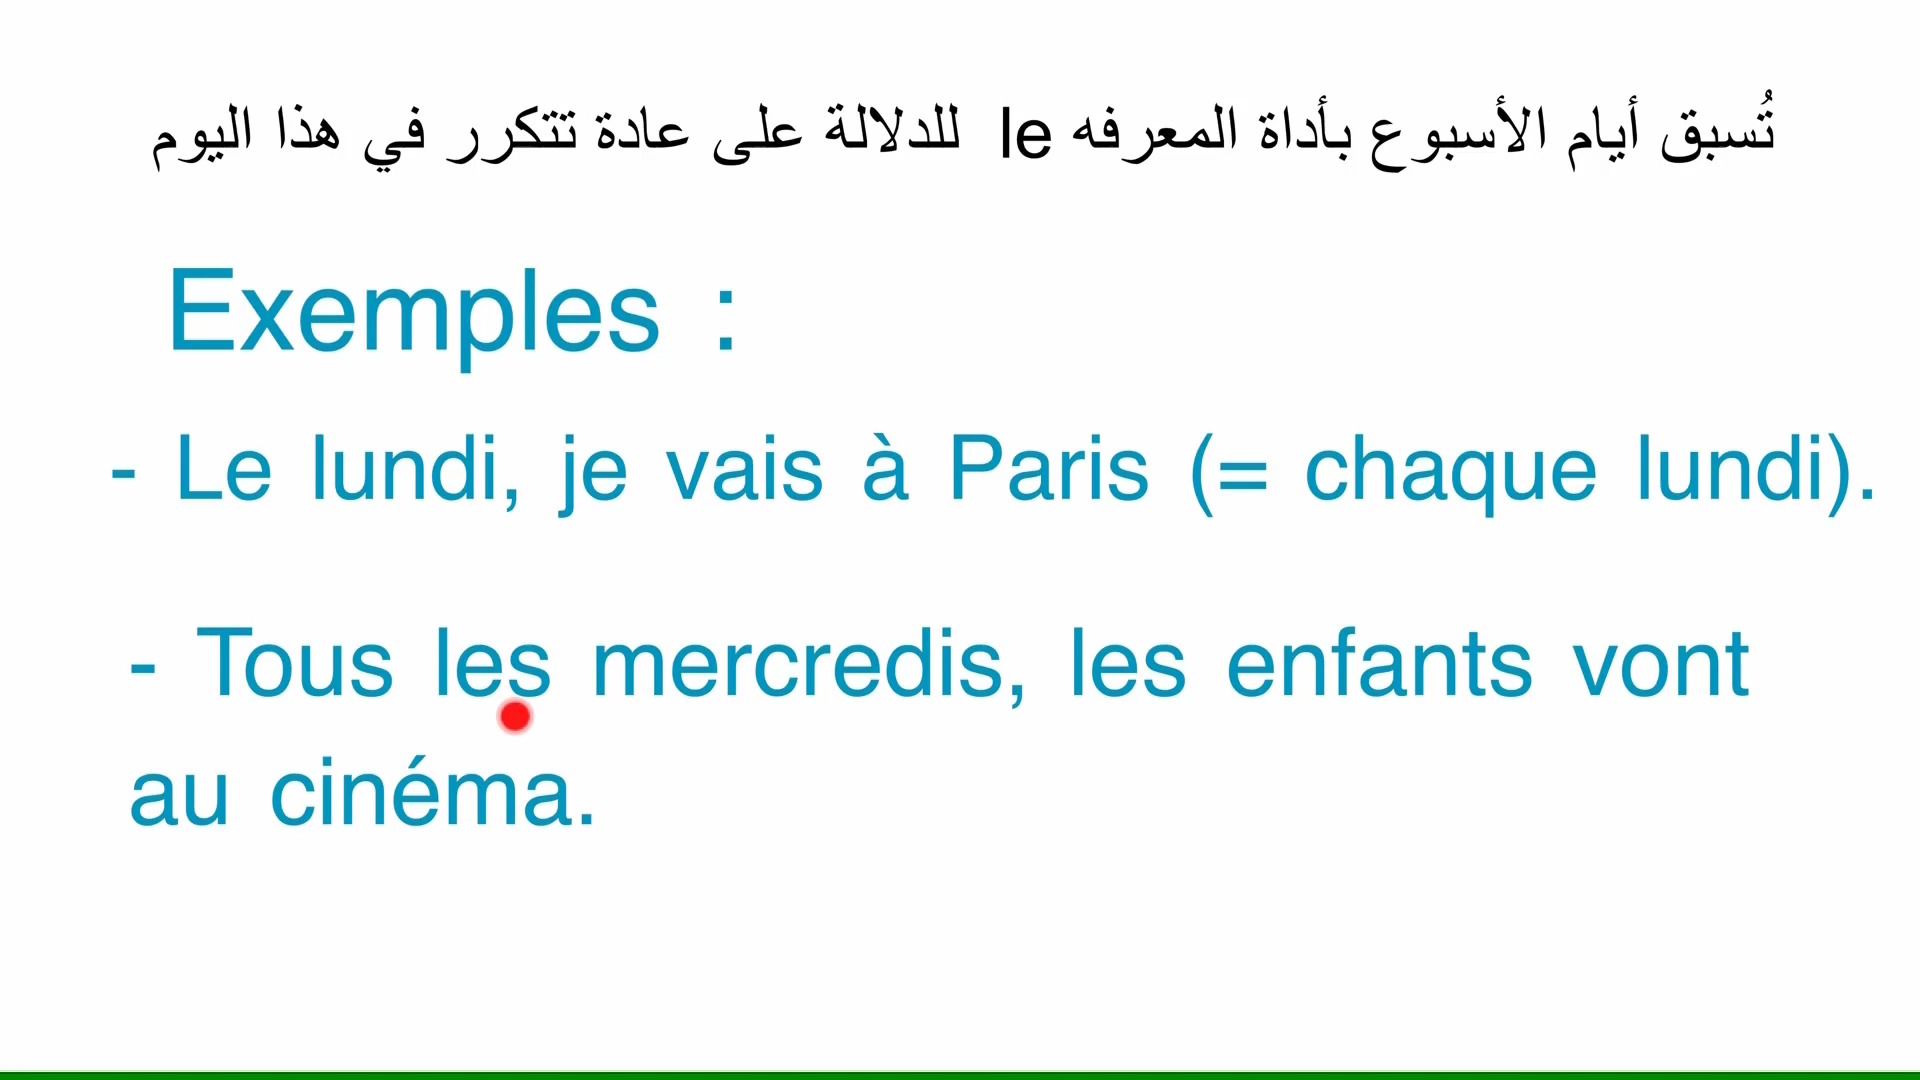 تُسبق أيام الأسبوع بأداة المعرفه le للدلالة على عادة تتكرر في هذا اليوم
Exemples :
- Le lundi, je vais à Paris (= chaque lundi).
- Tous les mercredis, les enfants vont
au cinéma.